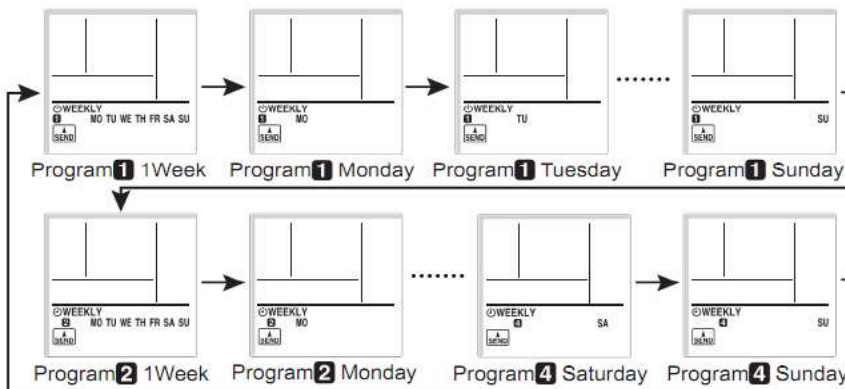 WEEKLY
1 MO TU WE TH FR SA SU
SEND
Program 1 1Week
WEEKLY
1 MO
SEND
Program 1 Monday
WEEKLY
1 TU
SEND
Program 1 Tuesday
WEEKLY
1 SU
SEND
Program 1 Sunday
WEEKLY
2 MO TU WE TH FR SA SU
SEND
Program 2 1Week
WEEKLY
2 MO
SEND
Program 2 Monday
WEEKLY
4 SA
SEND
Program 4 Saturday
WEEKLY
4 SU
SEND
Program 4 Sunday